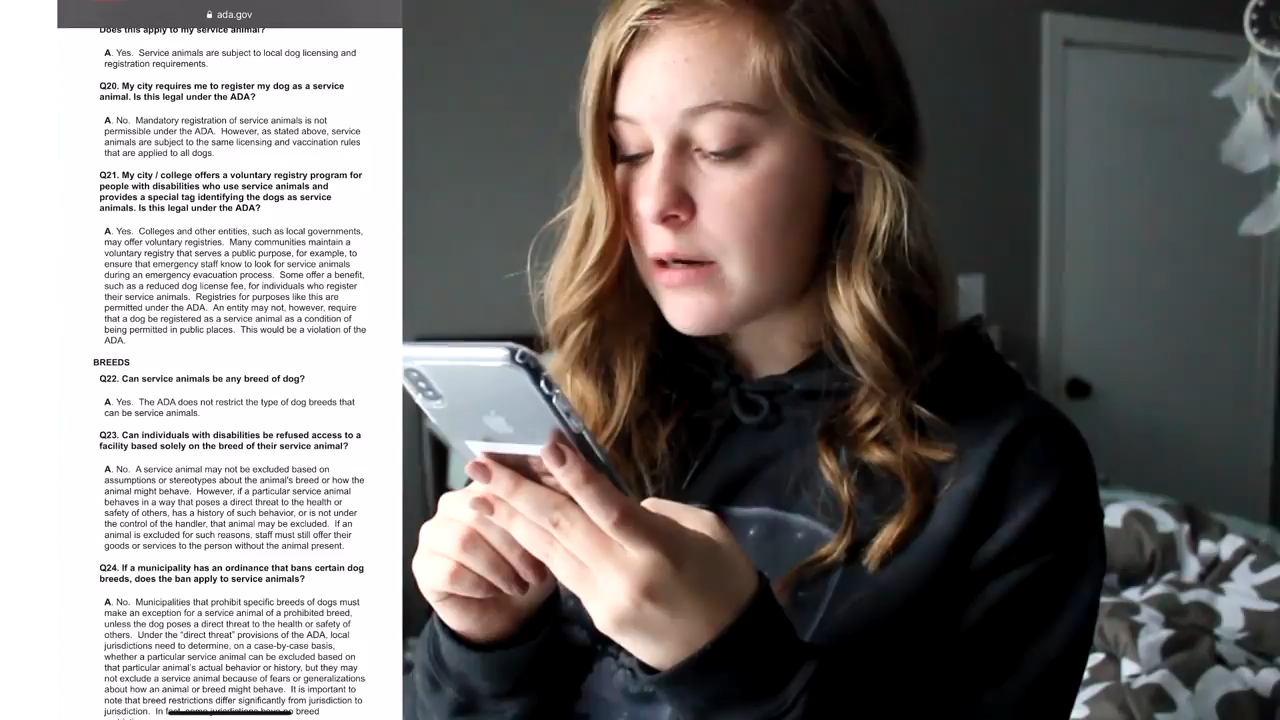 ada.gov
Does this apply to my service animal?
A. Yes. Service animals are subject to local dog licensing and
registration requirements.
Q20. My city requires me to register my dog as a service
animal. Is this legal under the ADA?
A. No. Mandatory registration of service animals is not
permissible under the ADA. However, as stated above, service
animals are subject to the same licensing and vaccination rules
that are applied to all dogs.
Q21. My city / college offers a voluntary registry program for
people with disabilities who use service animals and
provides a special tag identifying the dogs as service
animals. Is this legal under the ADA?
A. Yes. Colleges and other entities, such as local governments,
may offer voluntary registries. Many communities maintain a
voluntary registry that serves a public purpose, for example, to
ensure that emergency staff know to look for service animals
during an emergency evacuation process. Some offer a benefit,
such as a reduced dog license fee, for individuals who register
their service animals. Registries for purposes like this are
permitted under the ADA. An entity may not, however, require
that a dog be registered as a service animal as a condition of
being permitted in public places. This would be a violation of the
ADA.
BREEDS
Q22. Can service animals be any breed of dog?
A. Yes. The ADA does not restrict the type of dog breeds that
can be service animals.
Q23. Can individuals with disabilities be refused access to a
facility based solely on the breed of their service animal?
A. No. A service animal may not be excluded based on
assumptions or stereotypes about the animal's breed or how the
animal might behave. However, if a particular service animal
behaves in a way that poses a direct threat to the health or
safety of others, has a history of such behavior, or is not under
the control of the handler, that animal may be excluded. If an
animal is excluded for such reasons, staff must still offer their
goods or services to the person without the animal present.
Q24. If a municipality has an ordinance that bans certain dog
breeds, does the ban apply to service animals?
A. No. Municipalities that prohibit specific breeds of dogs must
make an exception for a service animal of a prohibited breed,
unless the dog poses a direct threat to the health or safety of
others. Under the “direct threat” provisions of the ADA, local
jurisdictions need to determine, on a case-by-case basis,
whether a particular service animal can be excluded based on
that particular animal's actual behavior or history, but they may
not exclude a service animal because of fears or generalizations
about how an animal or breed might behave. It is important to
note that breed restrictions differ significantly from jurisdiction to
jurisdiction. In fact, some jurisdictions have no breed